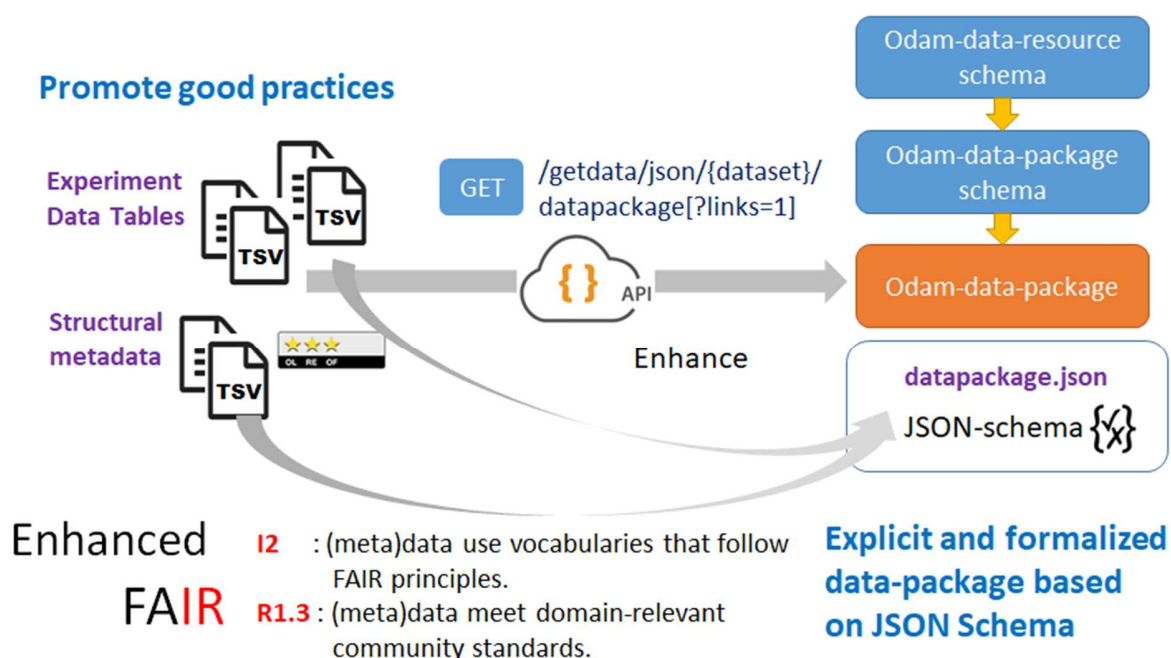 Promote good practices
Experiment
Data Tables
TSV
TSV
Structural
metadata
TSV
OL RE OF
GET
/getdata/json/{dataset}/
datapackage[?links=1]
{ }
API
Enhance
Odam-data-resource
schema
Odam-data-package
schema
Odam-data-package
datapackage.json
JSON-schema
Enhanced
FAIR
I2 : (meta)data use vocabularies that follow
FAIR principles.
R1.3 : (meta)data meet domain-relevant
community standards.
Explicit and formalized
data-package based
on JSON Schema